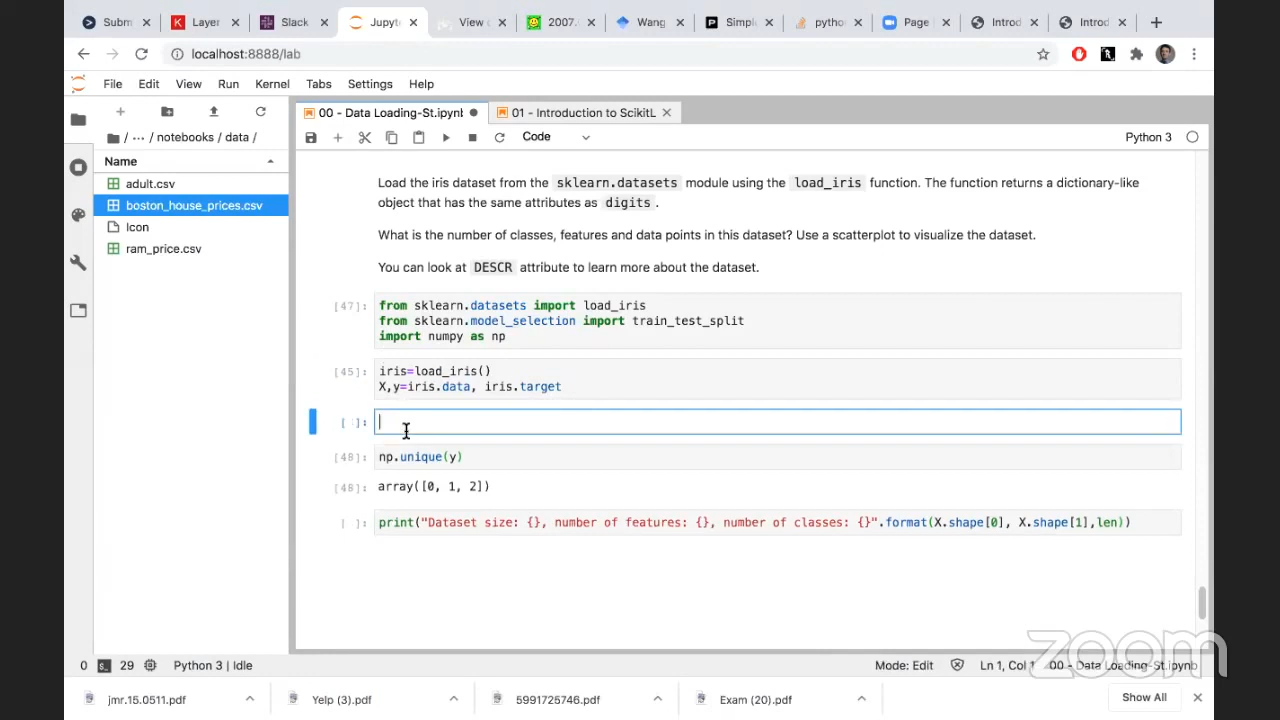 Subm
Layer
Slack
Jupyte
View o
2007.
Wang
Simpl
pytho
Page |
Introd
Introd
localhost:8888/lab
File Edit View Run Kernel Tabs Settings Help
00 - Data Loading-St.ipynb
01 - Introduction to ScikitL
/ ··· / notebooks / data /
Code
Python 3
Name
adult.csv
boston_house_prices.csv
Icon
ram_price.csv
Load the iris dataset from the sklearn.datasets module using the load_iris function. The function returns a dictionary-like
object that has the same attributes as digits .
What is the number of classes, features and data points in this dataset? Use a scatterplot to visualize the dataset.
You can look at DESCR attribute to learn more about the dataset.
[47]: from sklearn.datasets import load_iris
from sklearn.model_selection import train_test_split
import numpy as np
[45]: iris=load_iris()
X,y=iris.data, iris.target
[ ]:
[48]: np.unique(y)
[48]: array([0, 1, 2])
[ ]: print("Dataset size: {}, number of features: {}, number of classes: {}".format(X.shape[0], X.shape[1],len))
zoom
0 29 Python 3 | Idle
Mode: Edit Ln 1, Col 1 00 - Data Loading-St.ipynb
jmr.15.0511.pdf
Yelp (3).pdf
5991725746.pdf
Exam (20).pdf
Show All